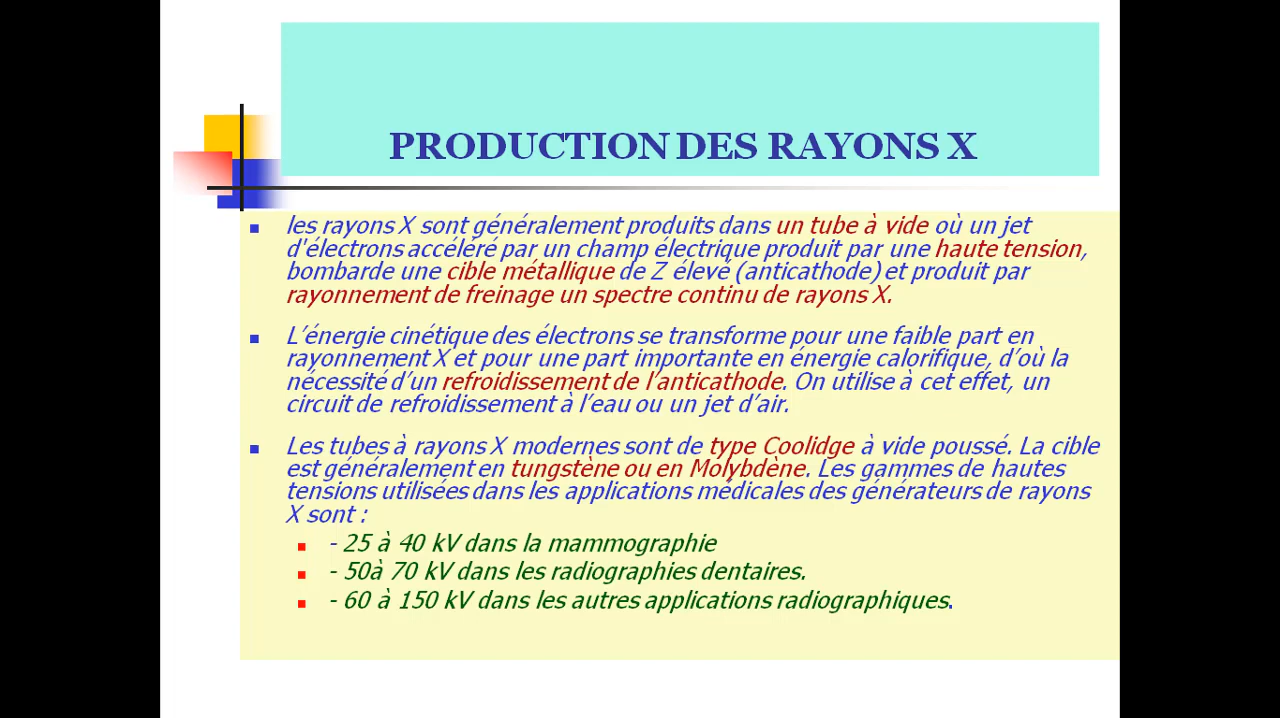 PRODUCTION DES RAYONS X
les rayons X sont généralement produits dans un tube à vide où un jet
d'électrons accéléré par un champ électrique produit par une haute tension,
bombarde une cible métallique de Z élevé (anticathode) et produit par
rayonnement de freinage un spectre continu de rayons X.
L’énergie cinétique des électrons se transforme pour une faible part en
rayonnement X et pour une part importante en énergie calorifique, d’où la
nécessité d’un refroidissement de l’anticathode. On utilise à cet effet, un
circuit de refroidissement à l’eau ou un jet d’air.
Les tubes à rayons X modernes sont de type Coolidge à vide poussé. La cible
est généralement en tungstène ou en Molybdène. Les gammes de hautes
tensions utilisées dans les applications médicales des générateurs de rayons
X sont :
- 25 à 40 kV dans la mammographie
- 50à 70 kV dans les radiographies dentaires.
- 60 à 150 kV dans les autres applications radiographiques.